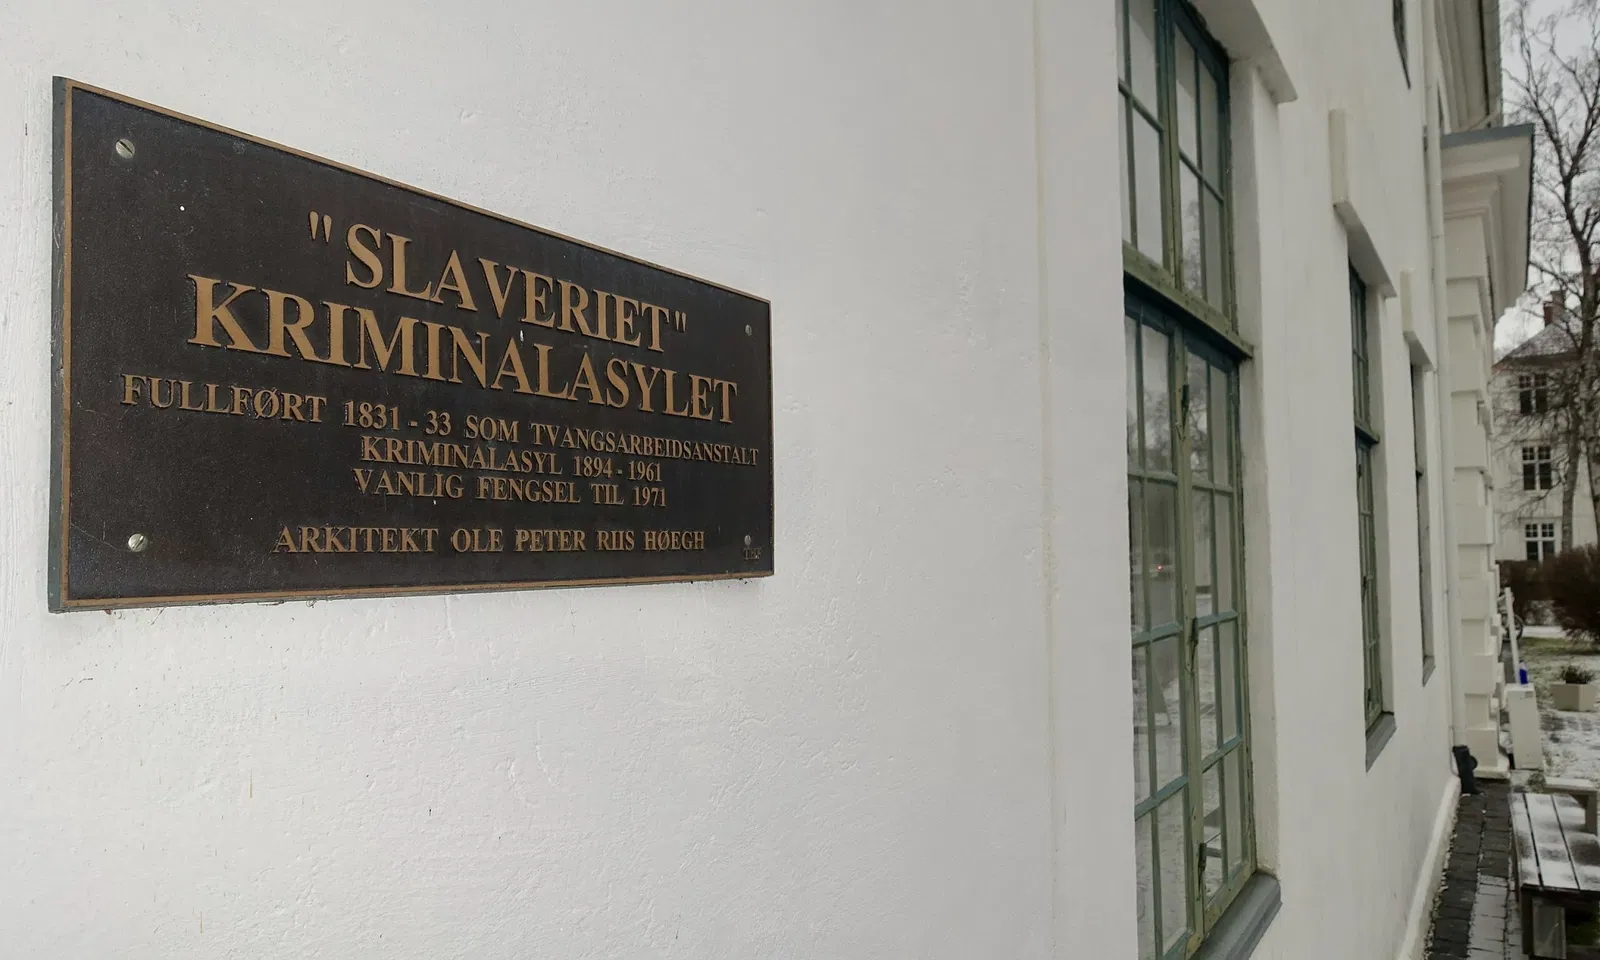 "SLAVERIET"
KRIMINALASYLET
FULLFØRT 1831-33 SOM TVANGSARBEIDSANSTALT
KRIMINALASYL 1894-1961
VANLIG FENGSEL TIL 1971
ARKITEKT OLE PETER RIIS HØEGH